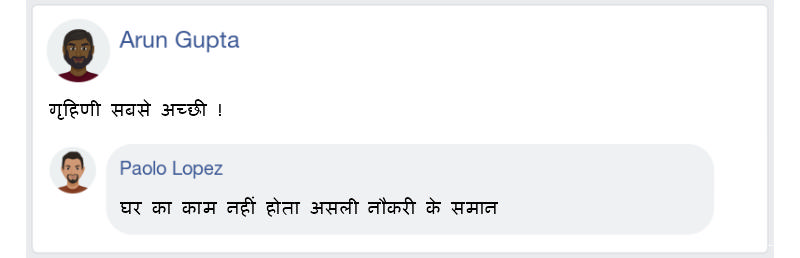 Arun Gupta
गृहिणी सबसे अच्छी !
Paolo Lopez
घर का काम नहीं होता असली नौकरी के समान